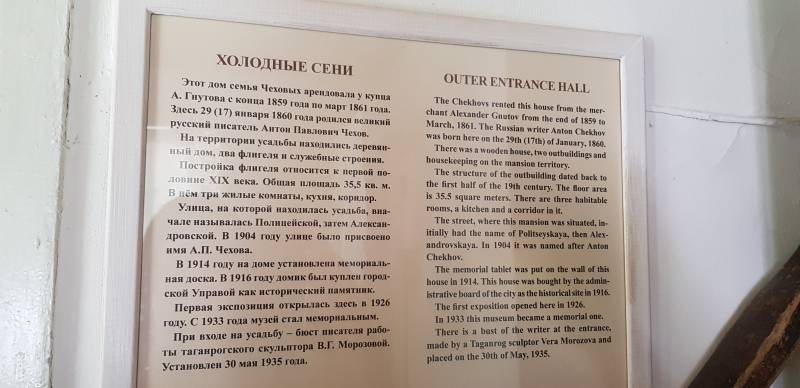 ХОЛОДНЫЕ СЕНИ
Этот дом семья Чеховых арендовала у купца
А. Гнутова с конца 1859 года по март 1861 года.
Здесь 29 (17) января 1860 года родился великий
русский писатель Антон Павлович Чехов.
На территории усадьбы находились деревян-
ный дом, два флигеля и служебные строения.
Постройка флигеля относится к первой по-
ловине XIX века. Общая площадь 35,5 кв. м.
В нём три жилые комнаты, кухня, коридор.
Улица, на которой находилась усадьба, вна-
чале называлась Полицейской, затем Алексан-
дровской. В 1904 году улице было присвоено
имя А.П. Чехова.
В 1914 году на доме установлена мемориаль-
ная доска. В 1916 году домик был куплен город-
ской Управой как исторический памятник.
Первая экспозиция открылась здесь в 1926
году. С 1933 года музей стал мемориальным.
При входе на усадьбу – бюст писателя рабо-
ты таганрогского скульптора В.Г. Морозовой.
Установлен 30 мая 1935 года.
OUTER ENTRANCE HALL
The Chekhovs rented this house from the mer-
chant Alexander Gnutov from the end of 1859 to
March, 1861. The Russian writer Anton Chekhov
was born here on the 29th (17th) of January, 1860.
There was a wooden house, two outbuildings and
housekeeping on the mansion territory.
The structure of the outbuilding dated back to
the first half of the 19th century. The floor area
is 35.5 square meters. There are three habitable
rooms, a kitchen and a corridor in it.
The street, where this mansion was situated, in-
itially had the name of Politseyskaya, then Alex-
androvskaya. In 1904 it was named after Anton
Chekhov.
The memorial tablet was put on the wall of this
house in 1914. This house was bought by the admin-
istrative board of the city as the historical site in 1916.
The first exposition opened here in 1926.
In 1933 this museum became a memorial one.
There is a bust of the writer at the entrance,
made by a Taganrog sculptor Vera Morozova and
placed on the 30th of May, 1935.